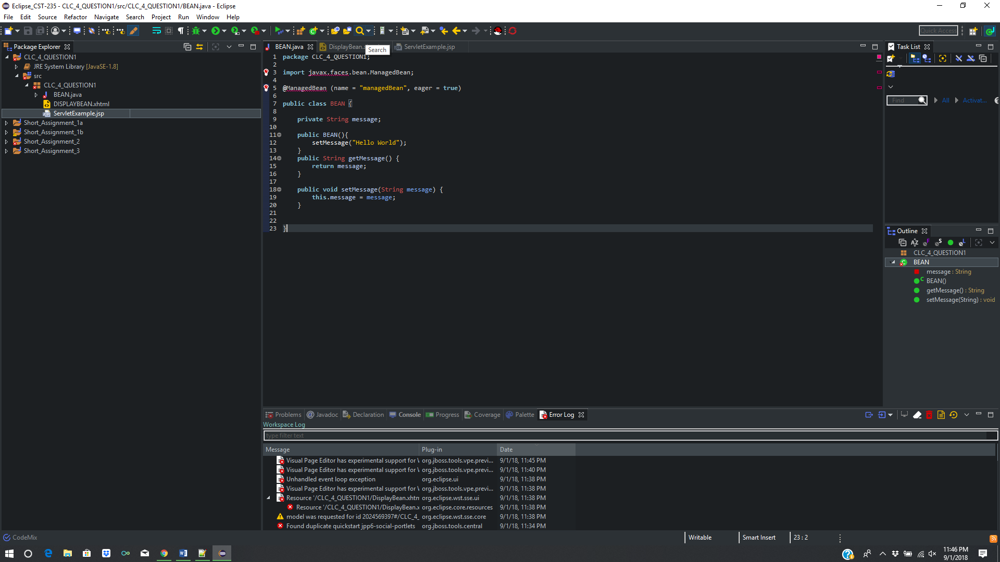 Eclipse_CST-235 - CLC_4_QUESTION1/src/CLC_4_QUESTION1/BEAN.java - Eclipse
File Edit Source Refactor Navigate Search Project Run Window Help
Quick Access
Package Explorer
CLC_4_QUESTION1
JRE System Library [JavaSE-1.8]
src
CLC_4_QUESTION1
BEAN.java
DISPLAYBEAN.xhtml
ServletExample.jsp
Short_Assignment_1a
Short_Assignment_1b
Short_Assignment_2
Short_Assignment_3
BEAN.java DisplayBean. ServletExample.jsp
Search
1 package CLC_4_QUESTION1;
2
3 import javax.faces.bean.ManagedBean;
4
5 @ManagedBean (name = "managedBean", eager = true)
6
7 public class BEAN {
8
9 private String message;
10
11 public BEAN(){
12 setMessage("Hello World");
13 }
14 public String getMessage() {
15 return message;
16 }
17
18 public void setMessage(String message) {
19 this.message = message;
20 }
21
22
23 }
Task List
Find All Activat...
Outline
CLC_4_QUESTION1
BEAN
message : String
BEAN()
getMessage() : String
setMessage(String) : void
Problems Javadoc Declaration Console Progress Coverage Palette Error Log
Workspace Log
type filter text
Message Plug-in Date
Visual Page Editor has experimental support for org.jboss.tools.vpe.previ... 9/1/18, 11:45 PM
Visual Page Editor has experimental support for org.jboss.tools.vpe.previ... 9/1/18, 11:40 PM
Unhandled event loop exception org.eclipse.ui 9/1/18, 11:38 PM
Visual Page Editor has experimental support for org.jboss.tools.vpe.previ... 9/1/18, 11:38 PM
Resource '/CLC_4_QUESTION1/DisplayBean.xhtm org.eclipse.wst.sse.ui 9/1/18, 11:38 PM
Resource '/CLC_4_QUESTION1/DisplayBean.x org.eclipse.core.resources 9/1/18, 11:38 PM
model was requested for id 2024569397#/CLC_4_ org.eclipse.wst.sse.core 9/1/18, 11:38 PM
Found duplicate quickstart jpp6-social-portlets org.jboss.tools.central 9/1/18, 11:34 PM
CodeMix
Writable Smart Insert 23 : 2
11:46 PM
9/1/2018